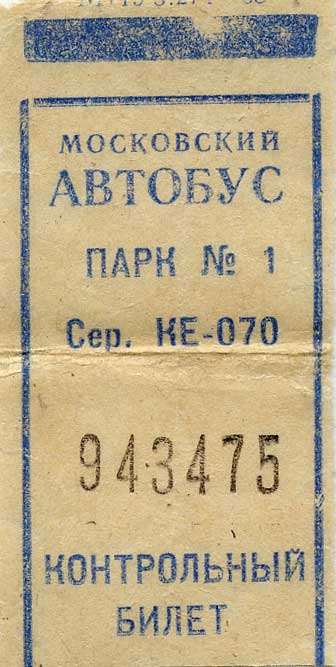 МОСКОВСКИЙ
АВТОБУС
ПАРК № 1
Сер. КЕ-070
943475
КОНТРОЛЬНЫЙ
БИЛЕТ